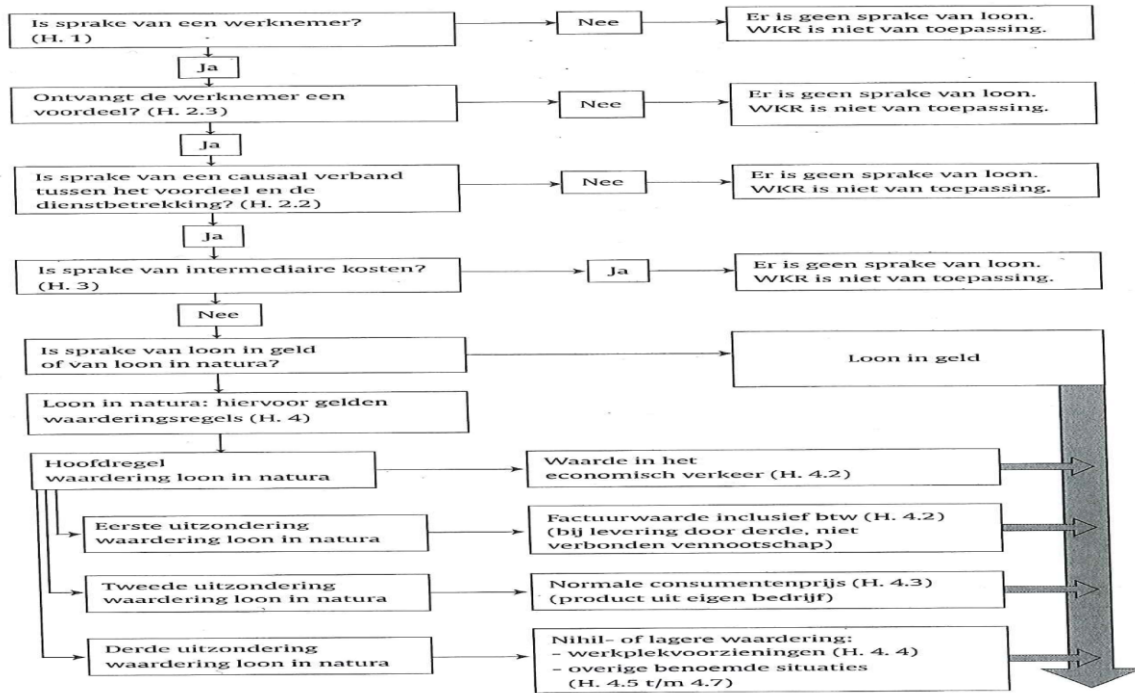 Is sprake van een werknemer?
(H. 1)
Nee
Er is geen sprake van loon.
WKR is niet van toepassing.
Ja
Ontvangt de werknemer een
voordeel? (H. 2.3)
Nee
Er is geen sprake van loon.
WKR is niet van toepassing.
Ja
Is sprake van een causaal verband
tussen het voordeel en de
dienstbetrekking? (H. 2.2)
Nee
Er is geen sprake van loon.
WKR is niet van toepassing.
Ja
Is sprake van intermediaire kosten?
(H. 3)
Ja
Er is geen sprake van loon.
WKR is niet van toepassing.
Nee
Is sprake van loon in geld
of van loon in natura?
Loon in geld
Loon in natura: hiervoor gelden
waarderingsregels (H. 4)
Hoofdregel
waardering loon in natura
Waarde in het
economisch verkeer (H. 4.2)
Eerste uitzondering
waardering loon in natura
Factuurwaarde inclusief btw (H. 4.2)
(bij levering door derde, niet
verbonden vennootschap)
Tweede uitzondering
waardering loon in natura
Normale consumentenprijs (H. 4.3)
(product uit eigen bedrijf)
Derde uitzondering
waardering loon in natura
Nihil- of lagere waardering:
- werkplekvoorzieningen (H. 4. 4)
- overige benoemde situaties
(H. 4.5 t/m 4.7)